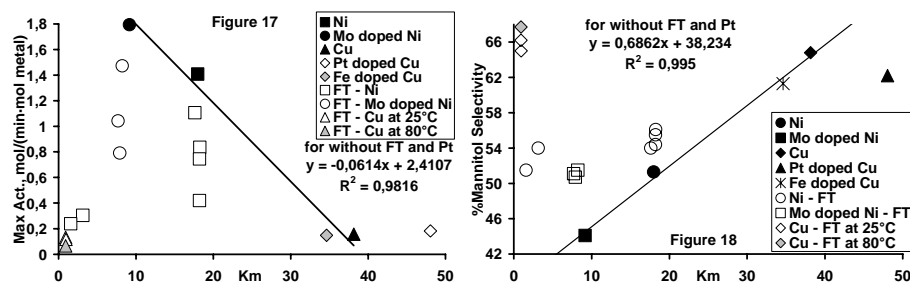 Figure 17
Max Act., mol/(min·mol metal)
1,8
1,6
1,4
1,2
1
0,8
0,6
0,4
0,2
0
0
10
20
30
40
50
Km
Ni
Mo doped Ni
Cu
Pt doped Cu
Fe doped Cu
FT - Ni
FT - Mo doped Ni
FT - Cu at 25°C
FT - Cu at 80°C
for without FT and Pt
y = -0,0614x + 2,4107
R² = 0,9816
for without FT and Pt
y = 0,6862x + 38,234
R² = 0,995
%Mannitol Selectivity
66
62
58
54
50
46
42
0
10
20
30
40
50
Km
Figure 18
Ni
Mo doped Ni
Cu
Pt doped Cu
Fe doped Cu
Ni - FT
Mo doped Ni - FT
Cu - FT at 25°C
Cu - FT at 80°C